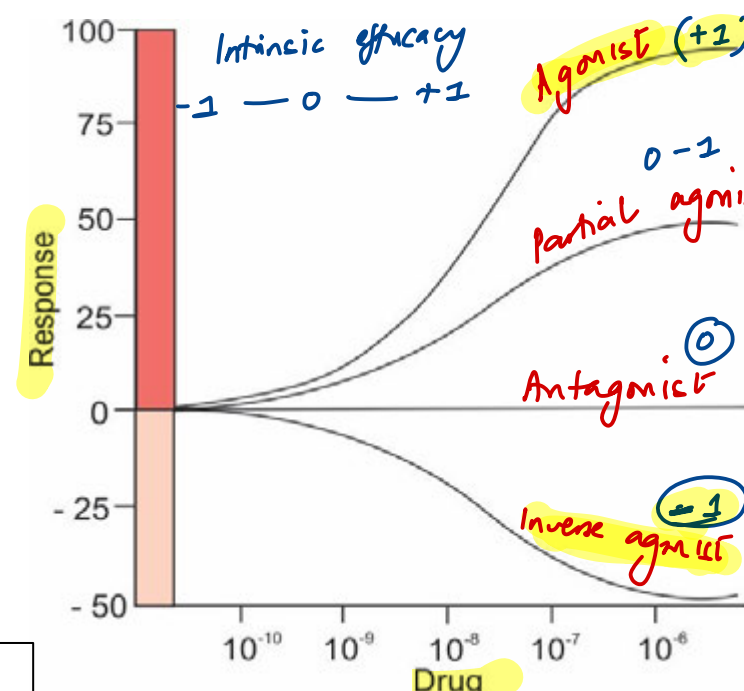 100
Intrinsic efficacy
-1 — 0 — +1
Agonist (+1)
75
0-1
50
Partial agonis
Response
25
0
Antagonist
0
-25
Inverse agonist
-1
-50
10-10
10-9
10-8
10-7
10-6
Drug